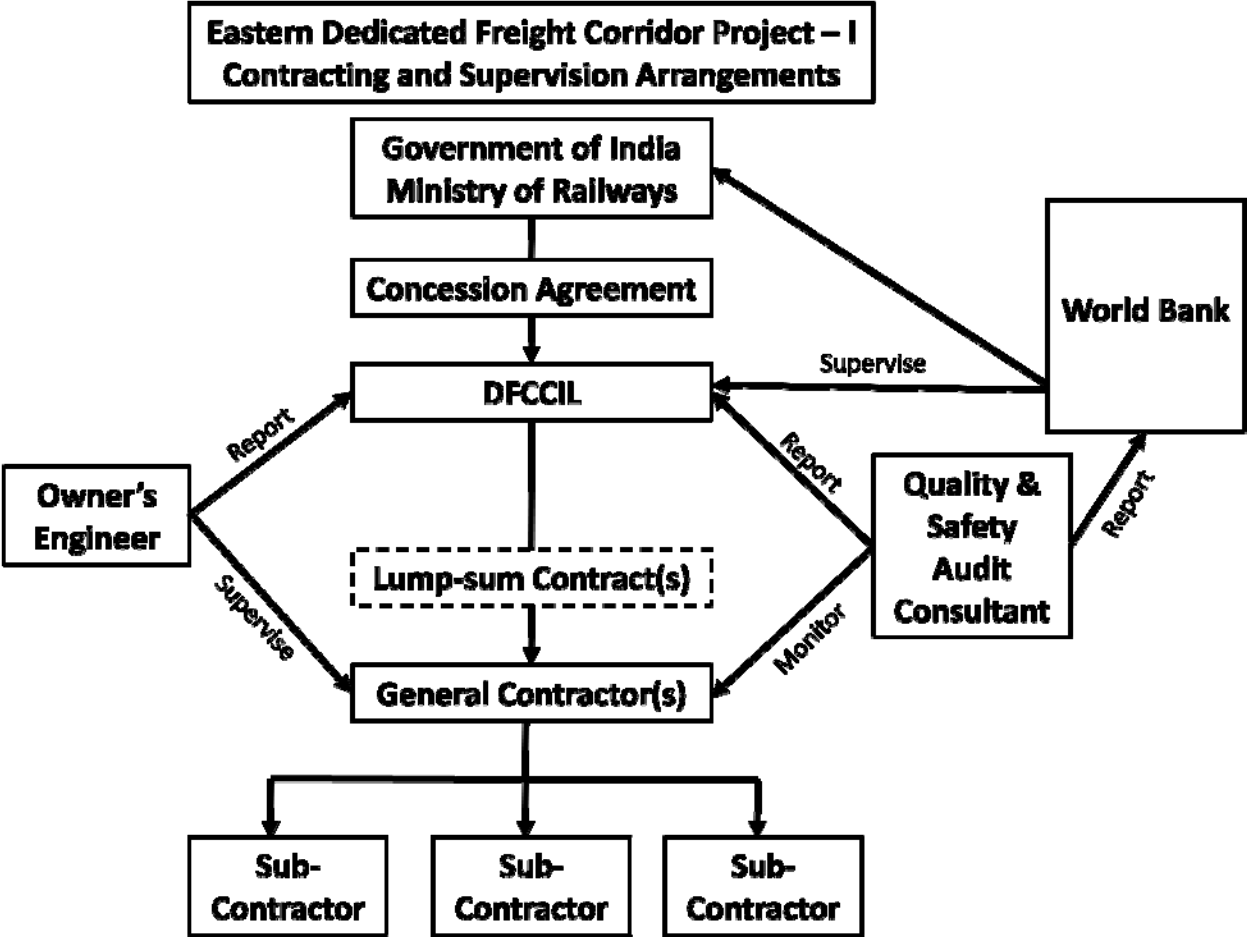 Eastern Dedicated Freight Corridor Project – I
Contracting and Supervision Arrangements
Government of India
Ministry of Railways
Concession Agreement
World Bank
Supervise
DFCCIL
Report
Report
Owner's
Engineer
Quality &
Safety
Audit
Consultant
Report
Lump-sum Contract(s)
Supervise
Monitor
General Contractor(s)
Sub-
Contractor
Sub-
Contractor
Sub-
Contractor